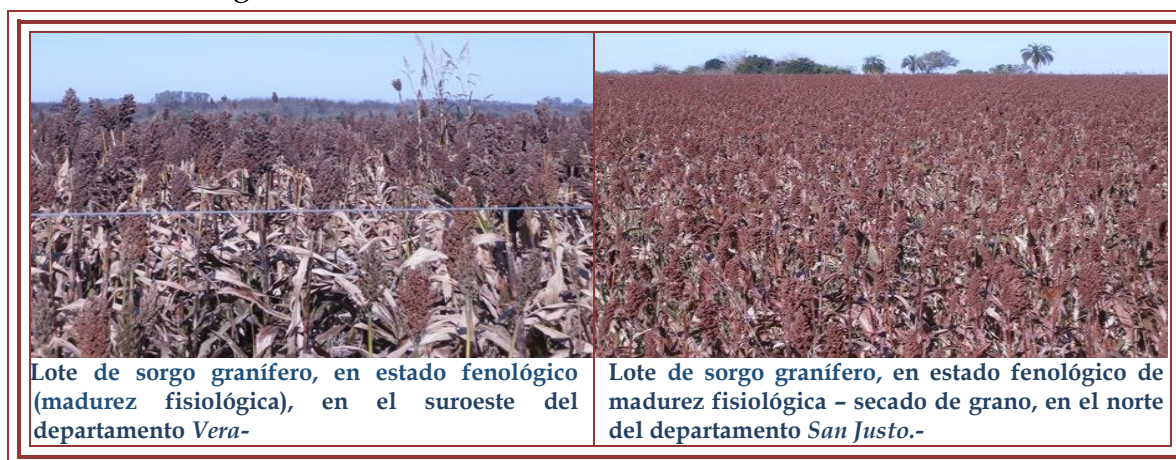 Lote de sorgo granífero, en estado fenológico
(madurez fisiológica), en el suroeste del
departamento Vera-
Lote de sorgo granífero, en estado fenológico de
madurez fisiológica – secado de grano, en el norte
del departamento San Justo.-